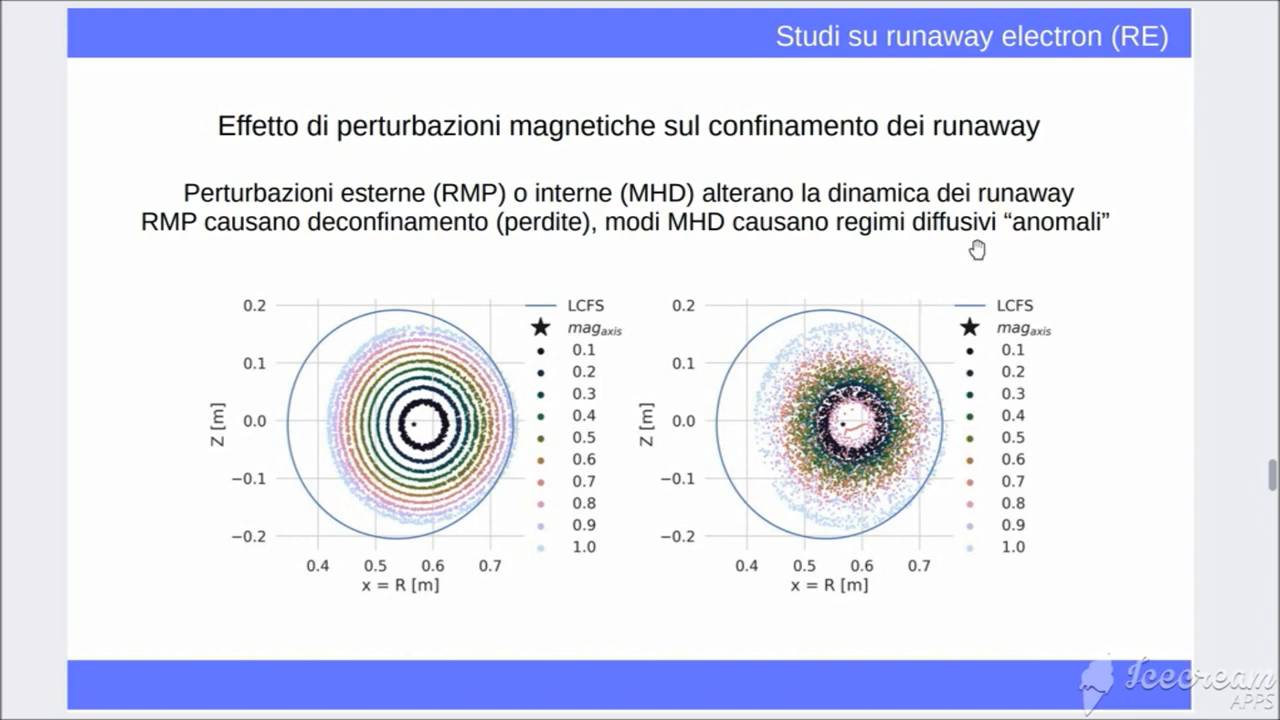 Studi su runaway electron (RE)
Effetto di perturbazioni magnetiche sul confinamento dei runaway
Perturbazioni esterne (RMP) o interne (MHD) alterano la dinamica dei runaway
RMP causano deconfinamento (perdite), modi MHD causano regimi diffusivi “anomali”
0.2
0.1
0.0
−0.1
−0.2
Z [m]
0.4 0.5 0.6 0.7
x = R [m]
LCFS
mag_axis
0.1
0.2
0.3
0.4
0.5
0.6
0.7
0.8
0.9
1.0
0.2
0.1
0.0
−0.1
−0.2
Z [m]
0.4 0.5 0.6 0.7
x = R [m]
LCFS
mag_axis
0.1
0.2
0.3
0.4
0.5
0.6
0.7
0.8
0.9
1.0
Icecream
APPS